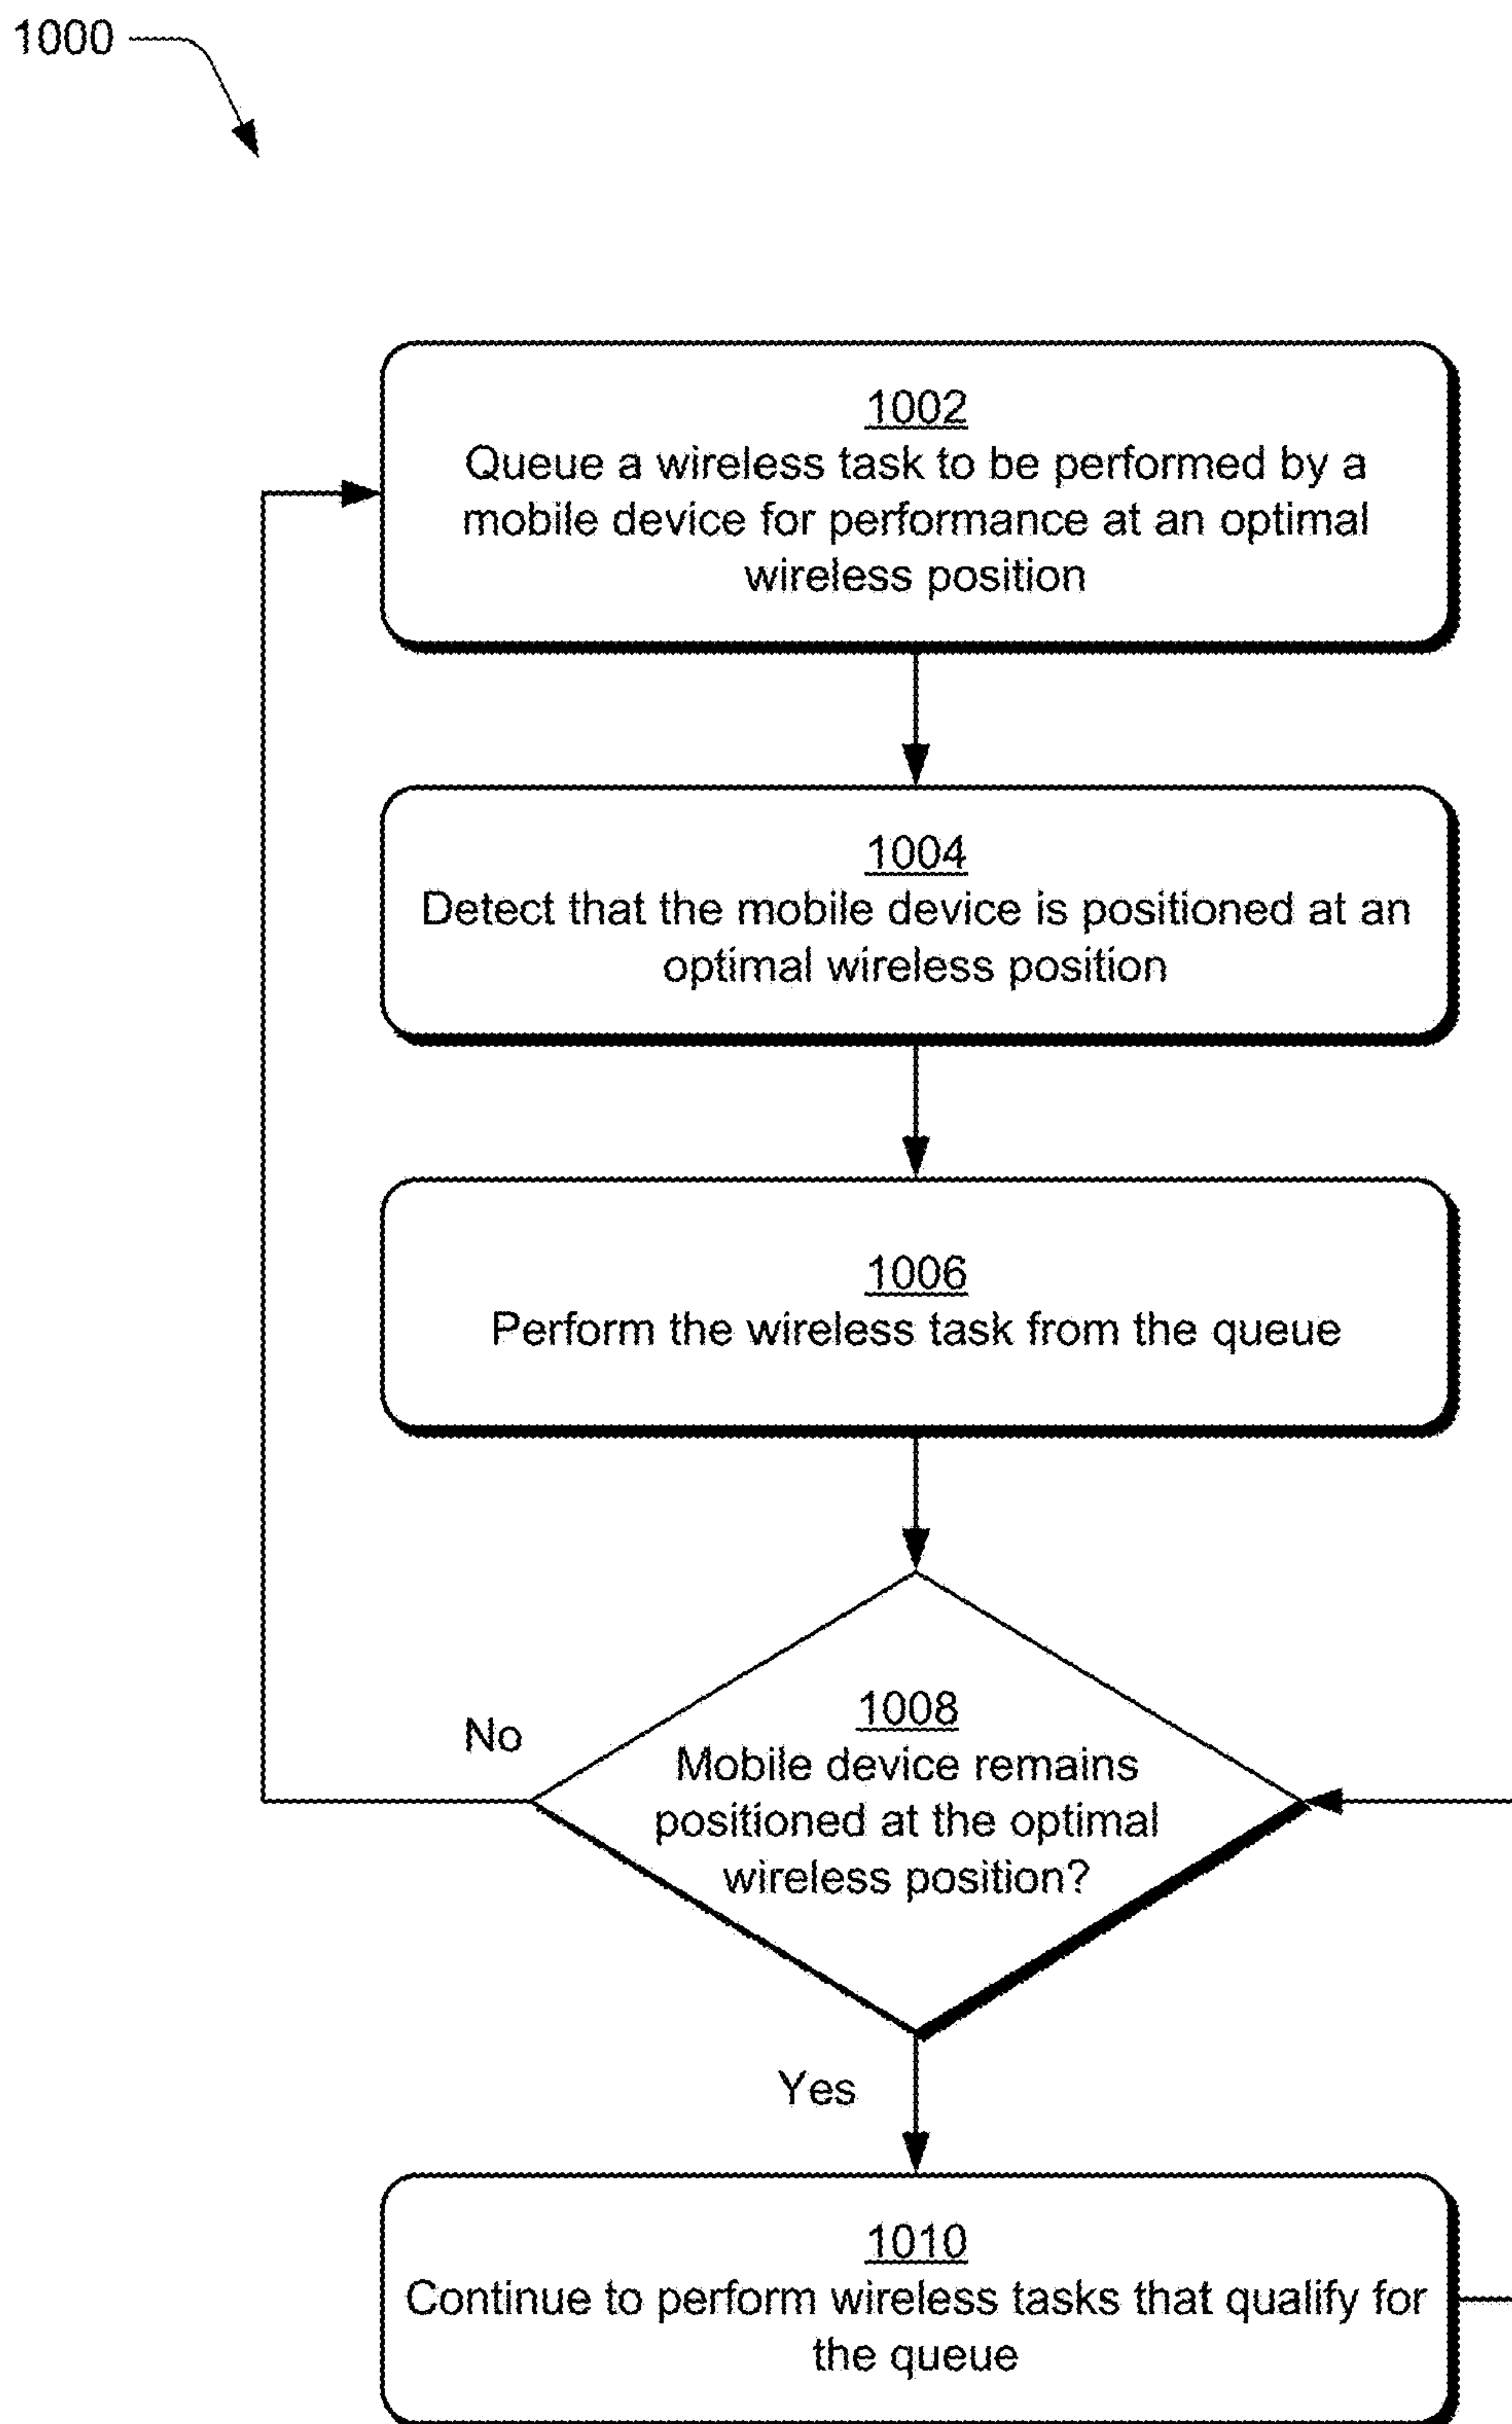 1000
1002
Queue a wireless task to be performed by a
mobile device for performance at an optimal
wireless position
1004
Detect that the mobile device is positioned at an
optimal wireless position
1006
Perform the wireless task from the queue
1008
Mobile device remains
positioned at the optimal
wireless position?
No
Yes
1010
Continue to perform wireless tasks that qualify for
the queue